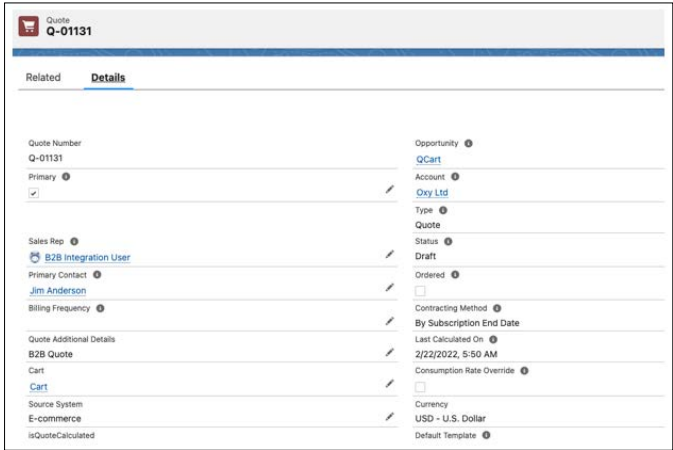 Quote
Q-01131
Related Details
Quote Number
Q-01131
Primary
Sales Rep
B2B Integration User
Primary Contact
Jim Anderson
Billing Frequency
Quote Additional Details
B2B Quote
Cart
Cart
Source System
E-commerce
isQuoteCalculated
Opportunity
QCart
Account
Oxy Ltd
Type
Quote
Status
Draft
Ordered
Contracting Method
By Subscription End Date
Last Calculated On
2/22/2022, 5:50 AM
Consumption Rate Override
Currency
USD - U.S. Dollar
Default Template